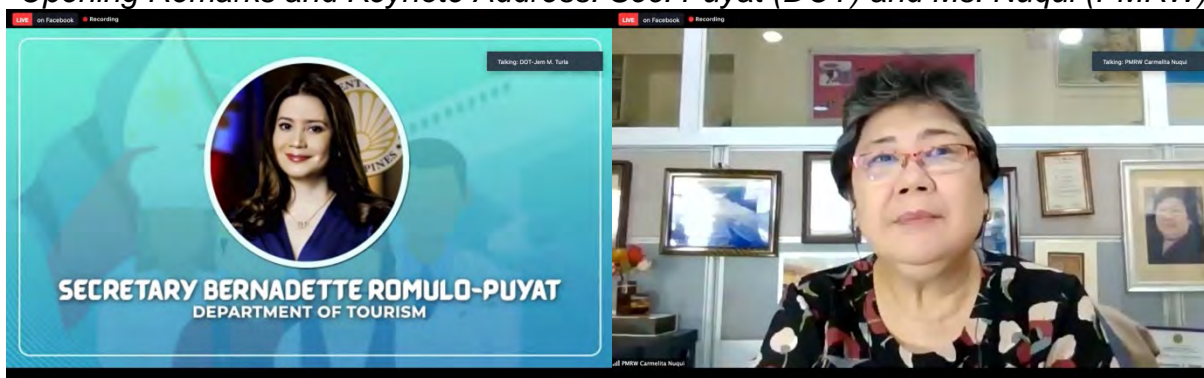 Opening Remarks and Keynote Address: Sec. Puyat (DOT) and Ms. Nuqui (PMRW)
LIVE on Facebook Recording
Talking: DOT-Jem M. Turla
SECRETARY BERNADETTE ROMULO-PUYAT
DEPARTMENT OF TOURISM
LIVE on Facebook Recording
Talking: PMRW Carmelita Nuqui
PMRW Carmelita Nuqui